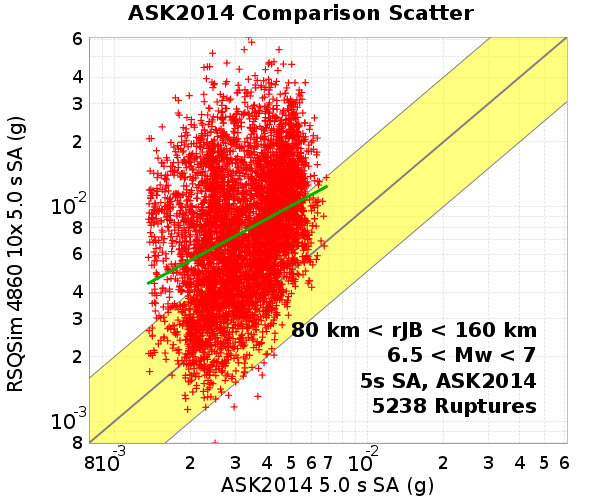 ASK2014 Comparison Scatter
RSQSim 4860 10x 5.0 s SA (g)
6
4
3
2
10-2
8
6
4
3
2
10-3
8
80 km < rJB < 160 km
6.5 < Mw < 7
5s SA, ASK2014
5238 Ruptures
8 10-3 2 3 4 5 6 7 10-2 2 3 4 5 6
ASK2014 5.0 s SA (g)